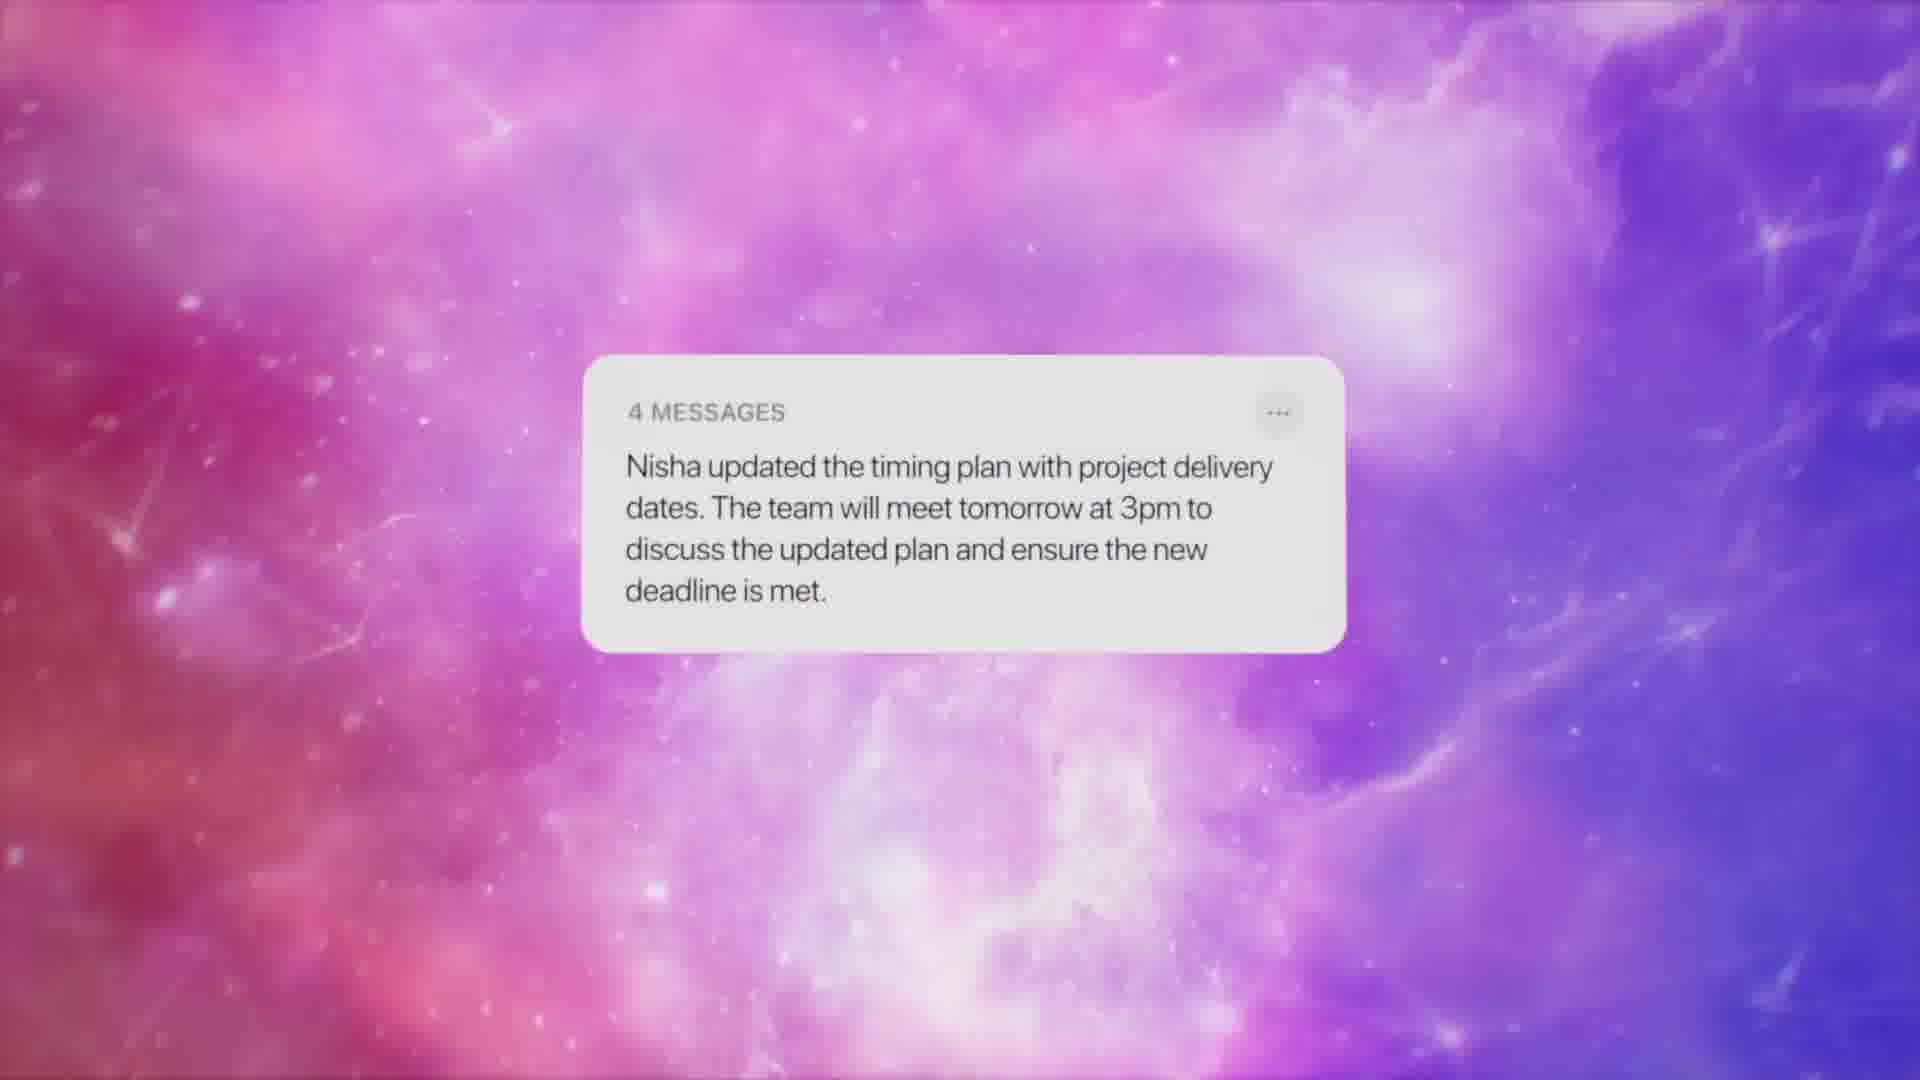 4 MESSAGES
Nisha updated the timing plan with project delivery
dates. The team will meet tomorrow at 3pm to
discuss the updated plan and ensure the new
deadline is met.